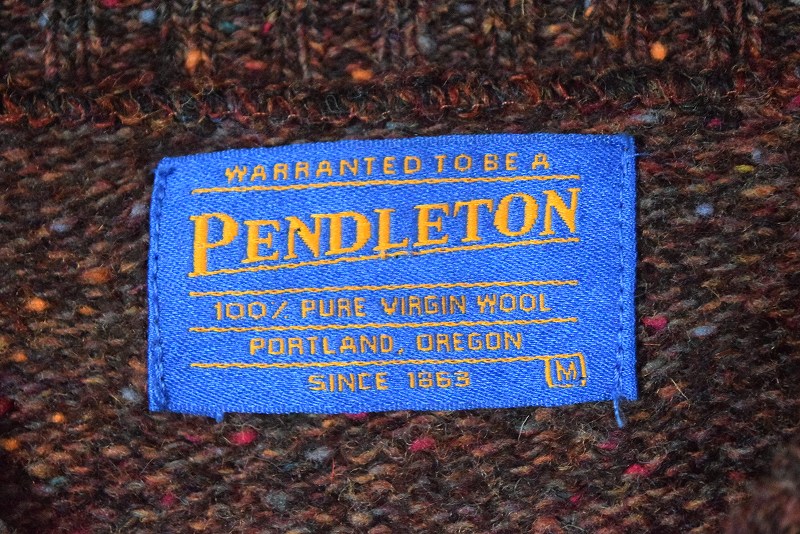 WARRANTED TO BE A
PENDLETON
100% PURE VIRGIN WOOL
PORTLAND, OREGON
SINCE 1863 M